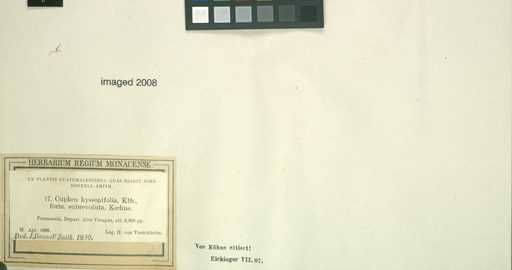 imaged 2008
HERBARIUM REGIUM MONACENSE
EX PLANTIS GUATEMALENSIBUS, QUAS EDIDIT JOHN
DONNELL SMITH.
17. Cuphea hyssopifolia, Kth.,
form. subrevoluta, Kœhne.
Pansamalá, Depart. Alta Verapaz, alt. 3,800 pp.
M. Apr. 1886. Leg. H. von Tuerckheim.
Ded. J. Donnell Smith. 1890.
Vor Köhne citiert!
Eichinger VII. 07.